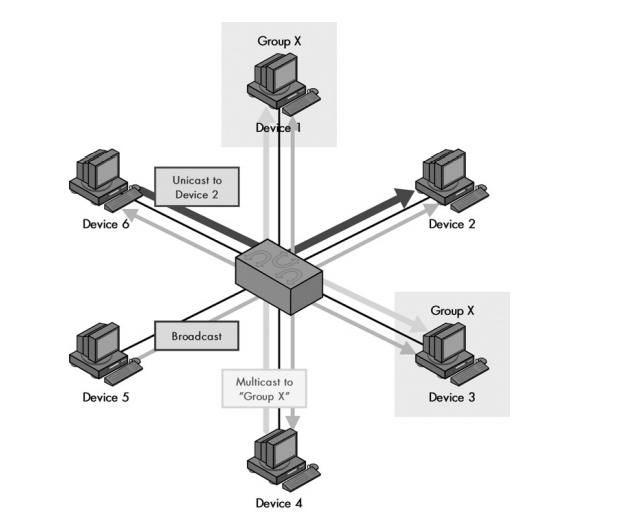 Group X
Device 1
Unicast to
Device 2
Device 6
Device 2
Group X
Broadcast
Multicast to
“Group X”
Device 5
Device 3
Device 4